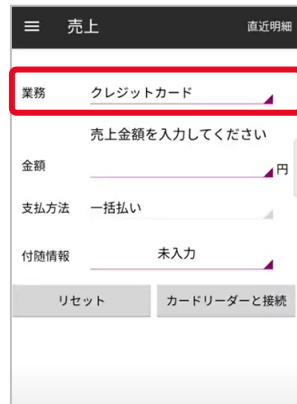 売上 直近明細
業務 クレジットカード
売上金額を入力してください
金額 円
支払方法 一括払い
付随情報 未入力
リセット カードリーダーと接続